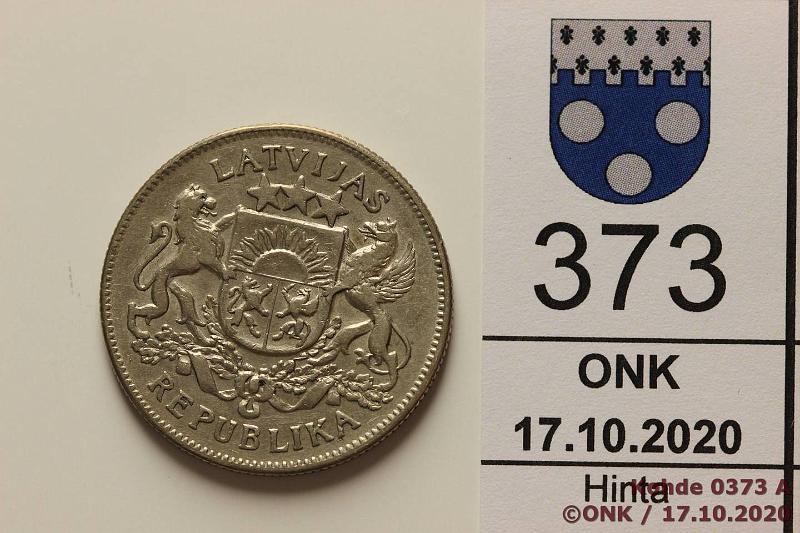 LATVIJAS
REPUBLIKA
373
ONK
17.10.2020
Hinta
Kohde 0373 A
©ONK / 17.10.2020